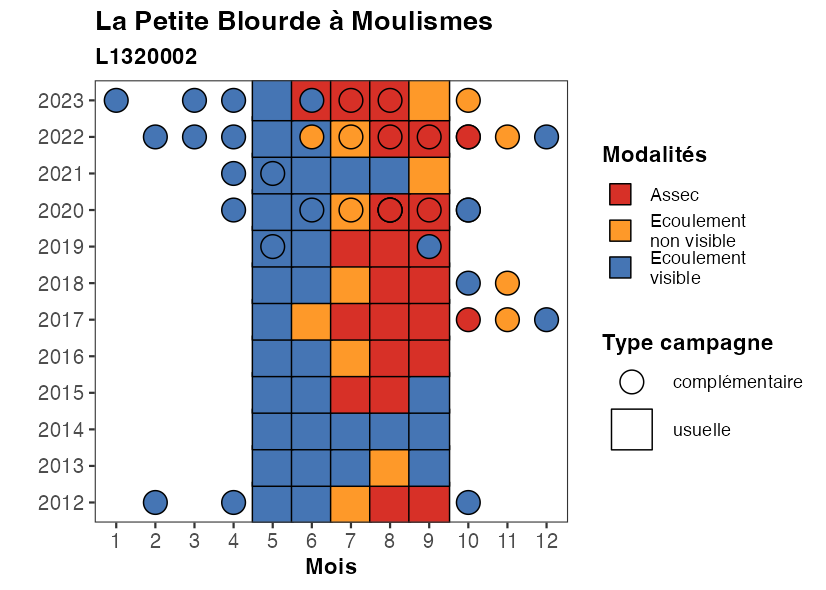 La Petite Blourde à Moulismes
L1320002
2023
2022
2021
2020
2019
2018
2017
2016
2015
2014
2013
2012
1 2 3 4 5 6 7 8 9 10 11 12
Mois
Modalités
Assec
Ecoulement
non visible
Ecoulement
visible
Type campagne
complémentaire
usuelle